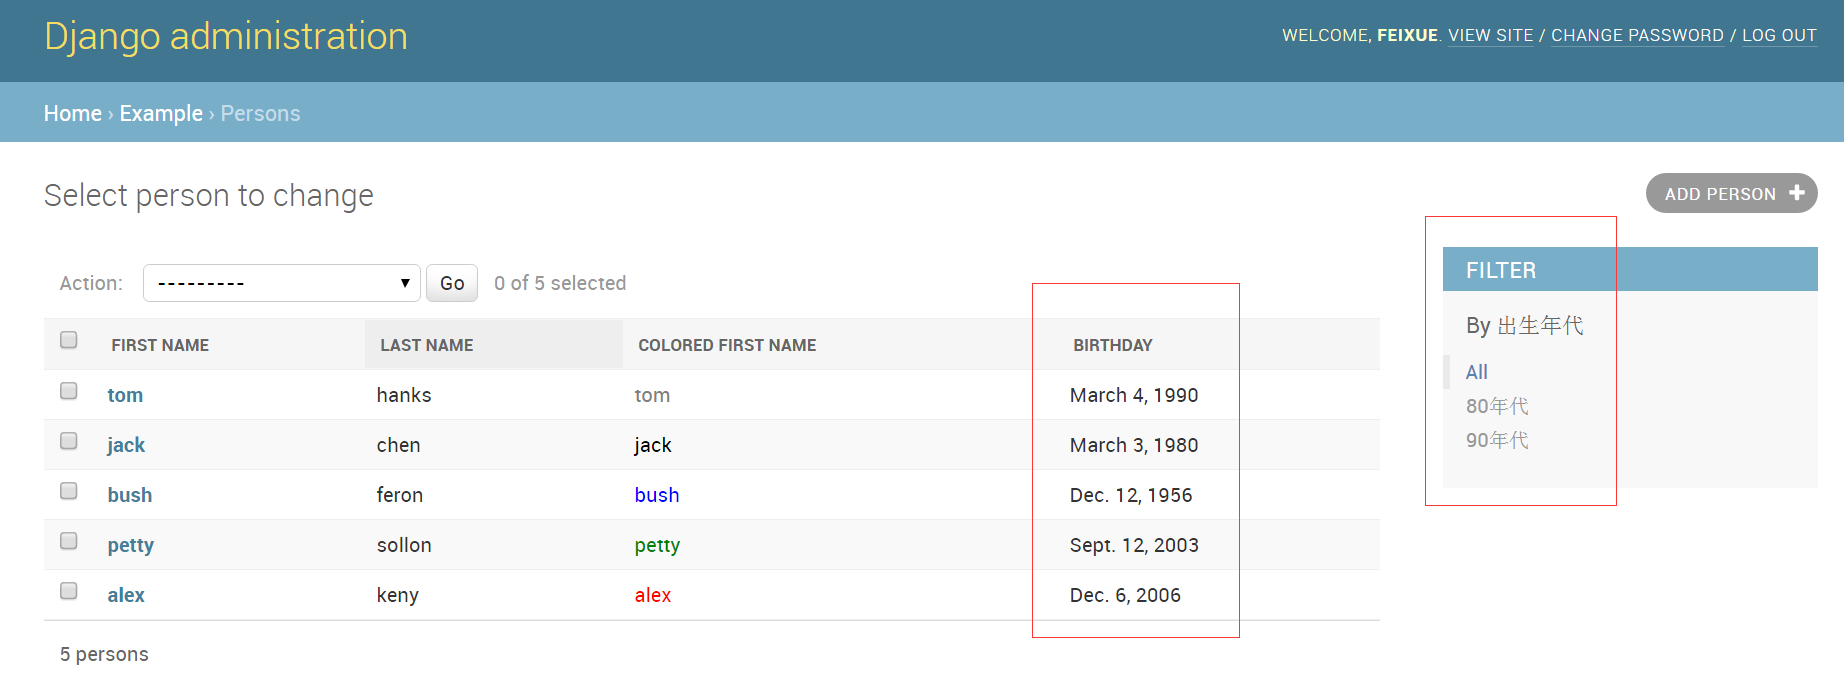 Django administration
WELCOME, FEIXUE. VIEW SITE / CHANGE PASSWORD / LOG OUT
Home › Example › Persons
Select person to change
ADD PERSON +
Action: --------- Go 0 of 5 selected
FIRST NAME LAST NAME COLORED FIRST NAME BIRTHDAY
tom hanks tom March 4, 1990
jack chen jack March 3, 1980
bush feron bush Dec. 12, 1956
petty sollon petty Sept. 12, 2003
alex keny alex Dec. 6, 2006
5 persons
FILTER
By 出生年代
All
80年代
90年代